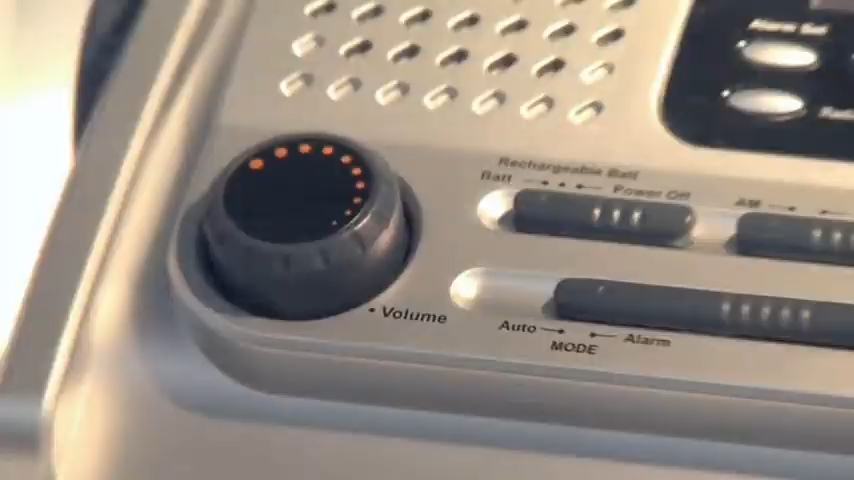 Alarm Set
Rechargeable Batt
Batt
Power Off
AM
• Volume
Auto
Alarm
MODE